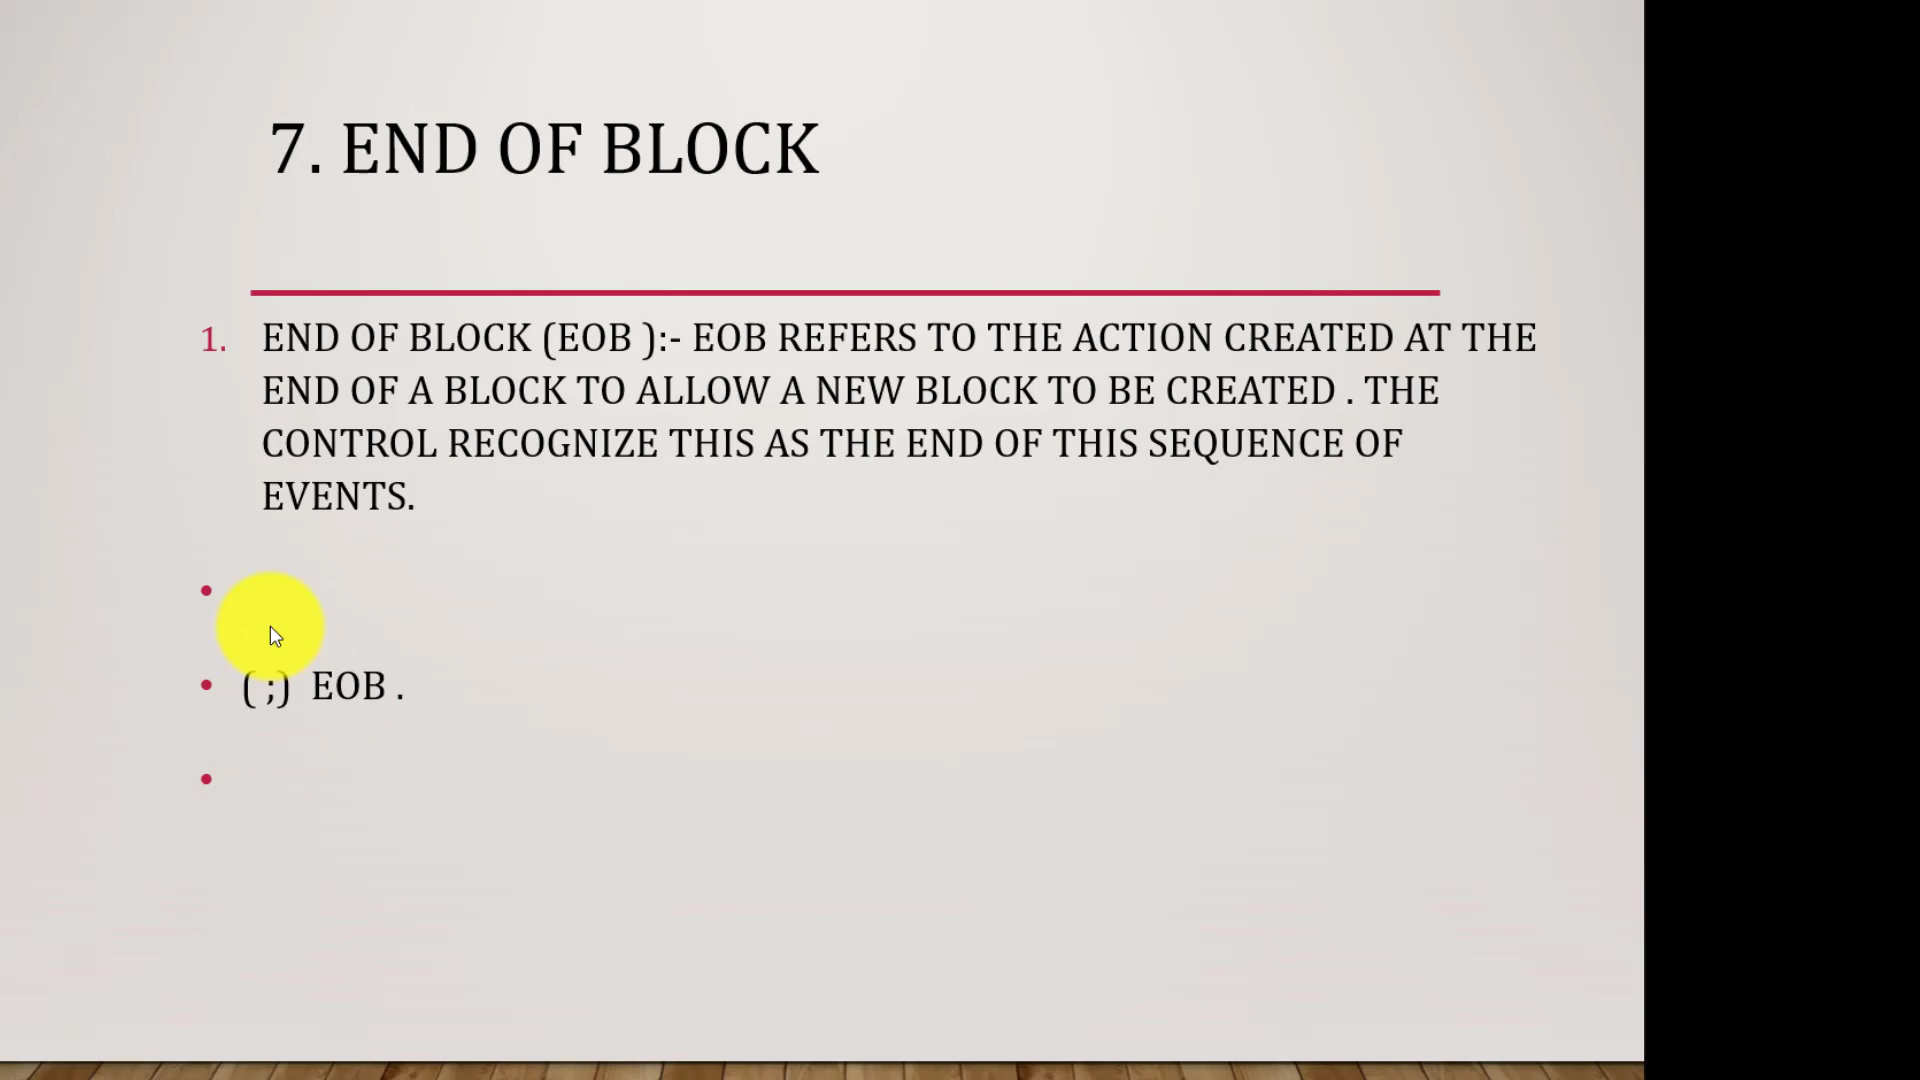 7. END OF BLOCK
1. END OF BLOCK (EOB ):- EOB REFERS TO THE ACTION CREATED AT THE
END OF A BLOCK TO ALLOW A NEW BLOCK TO BE CREATED . THE
CONTROL RECOGNIZE THIS AS THE END OF THIS SEQUENCE OF
EVENTS.
•
• ( ;) EOB .
•